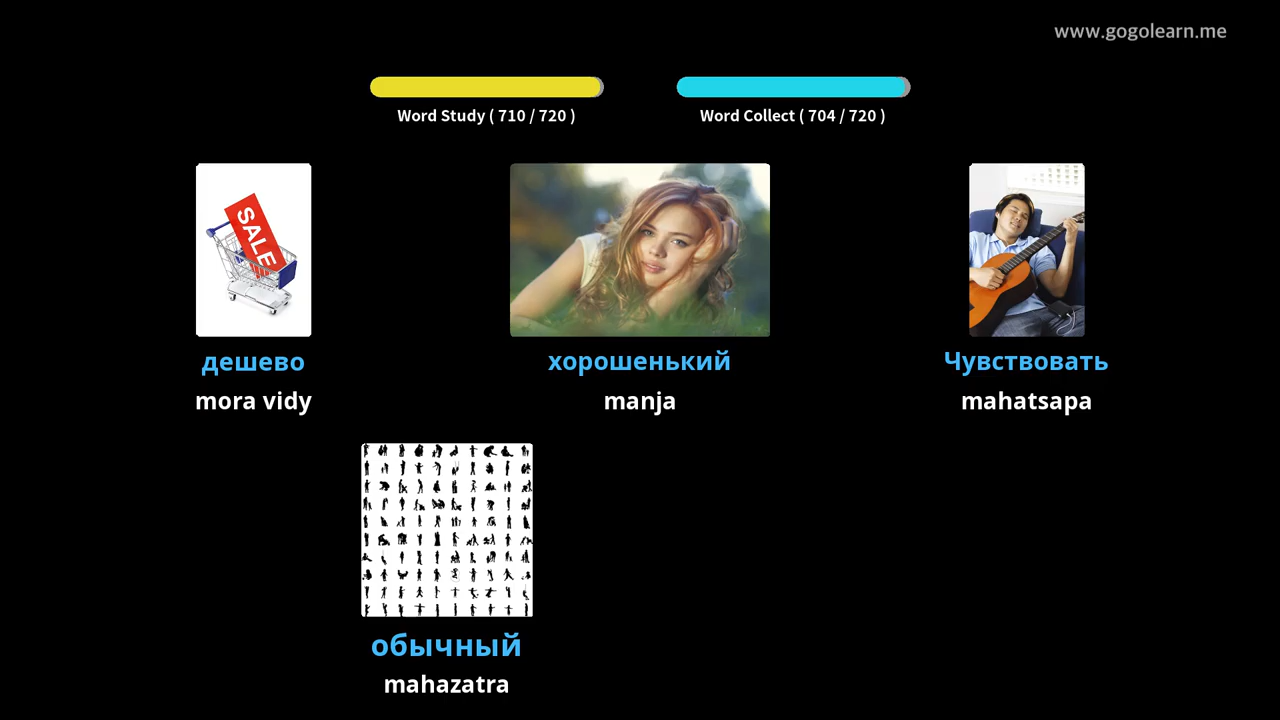 www.gogolearn.me
Word Study ( 710 / 720 )
Word Collect ( 704 / 720 )
SALE
дешево
хорошенький
Чувствовать
mora vidy
manja
mahatsapa
обычный
mahazatra